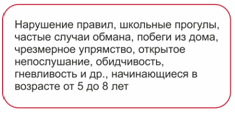 Нарушение правил, школьные прогулы,
частые случаи обмана, побеги из дома,
чрезмерное упрямство, открытое
непослушание, обидчивость,
гневливость и др., начинающиеся в
возрасте от 5 до 8 лет